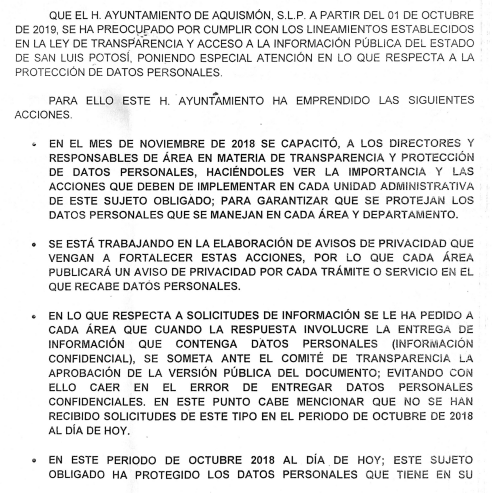 QUE EL H. AYUNTAMIENTO DE AQUISMÓN, S.L.P. A PARTIR DEL 01 DE OCTUBRE
DE 2019, SE HA PREOCUPADO POR CUMPLIR CON LOS LINEAMIENTOS ESTABLECIDOS
EN LA LEY DE TRANSPARENCIA Y ACCESO A LA INFORMACIÓN PÚBLICA DEL ESTADO
DE SAN LUIS POTOSÍ, PONIENDO ESPECIAL ATENCIÓN EN LO QUE RESPECTA A LA
PROTECCIÓN DE DATOS PERSONALES.
PARA ELLO ESTE H. AYUNTAMIENTO HA EMPRENDIDO LAS SIGUIENTES
ACCIONES.
• EN EL MES DE NOVIEMBRE DE 2018 SE CAPACITÓ, A LOS DIRECTORES Y
RESPONSABLES DE ÁREA EN MATERIA DE TRANSPARENCIA Y PROTECCIÓN
DE DATOS PERSONALES, HACIÉNDOLES VER LA IMPORTANCIA Y LAS
ACCIONES QUE DEBEN DE IMPLEMENTAR EN CADA UNIDAD ADMINISTRATIVA
DE ESTE SUJETO OBLIGADO; PARA GARANTIZAR QUE SE PROTEJAN LOS
DATOS PERSONALES QUE SE MANEJAN EN CADA ÁREA Y DEPARTAMENTO.
• SE ESTÁ TRABAJANDO EN LA ELABORACIÓN DE AVISOS DE PRIVACIDAD QUE
VENGAN A FORTALECER ESTAS ACCIONES, POR LO QUE CADA ÁREA
PUBLICARÁ UN AVISO DE PRIVACIDAD POR CADA TRÁMITE O SERVICIO EN EL
QUE RECABE DATOS PERSONALES.
• EN LO QUE RESPECTA A SOLICITUDES DE INFORMACIÓN SE LE HA PEDIDO A
CADA ÁREA QUE CUANDO LA RESPUESTA INVOLUCRE LA ENTREGA DE
INFORMACIÓN QUE CONTENGA DATOS PERSONALES (INFORMACIÓN
CONFIDENCIAL), SE SOMETA ANTE EL COMITÉ DE TRANSPARENCIA LA
APROBACIÓN DE LA VERSIÓN PÚBLICA DEL DOCUMENTO; EVITANDO CON
ELLO CAER EN EL ERROR DE ENTREGAR DATOS PERSONALES
CONFIDENCIALES. EN ESTE PUNTO CABE MENCIONAR QUE NO SE HAN
RECIBIDO SOLICITUDES DE ESTE TIPO EN EL PERIODO DE OCTUBRE DE 2018
AL DÍA DE HOY.
• EN ESTE PERIODO DE OCTUBRE 2018 AL DÍA DE HOY; ESTE SUJETO
OBLIGADO HA PROTEGIDO LOS DATOS PERSONALES QUE TIENE EN SU